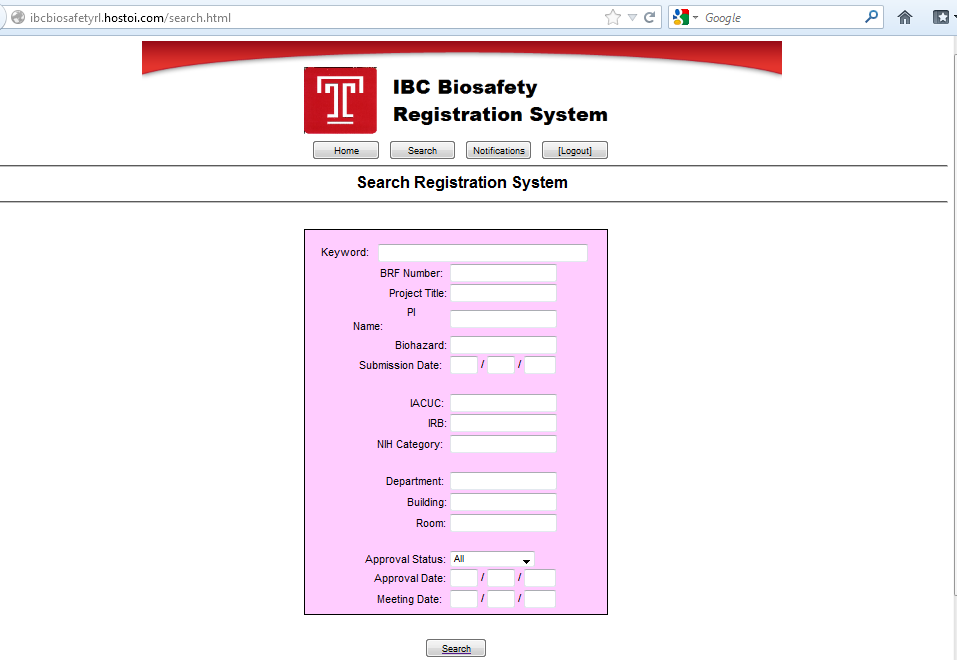 ibcbiosafetyrl.hostoi.com/search.html
Google
T
IBC Biosafety
Registration System
Home Search Notifications [Logout]
Search Registration System
Keyword:
BRF Number:
Project Title:
PI
Name:
Biohazard:
Submission Date: / /
IACUC:
IRB:
NIH Category:
Department:
Building:
Room:
Approval Status: All
Approval Date: / /
Meeting Date: / /
Search